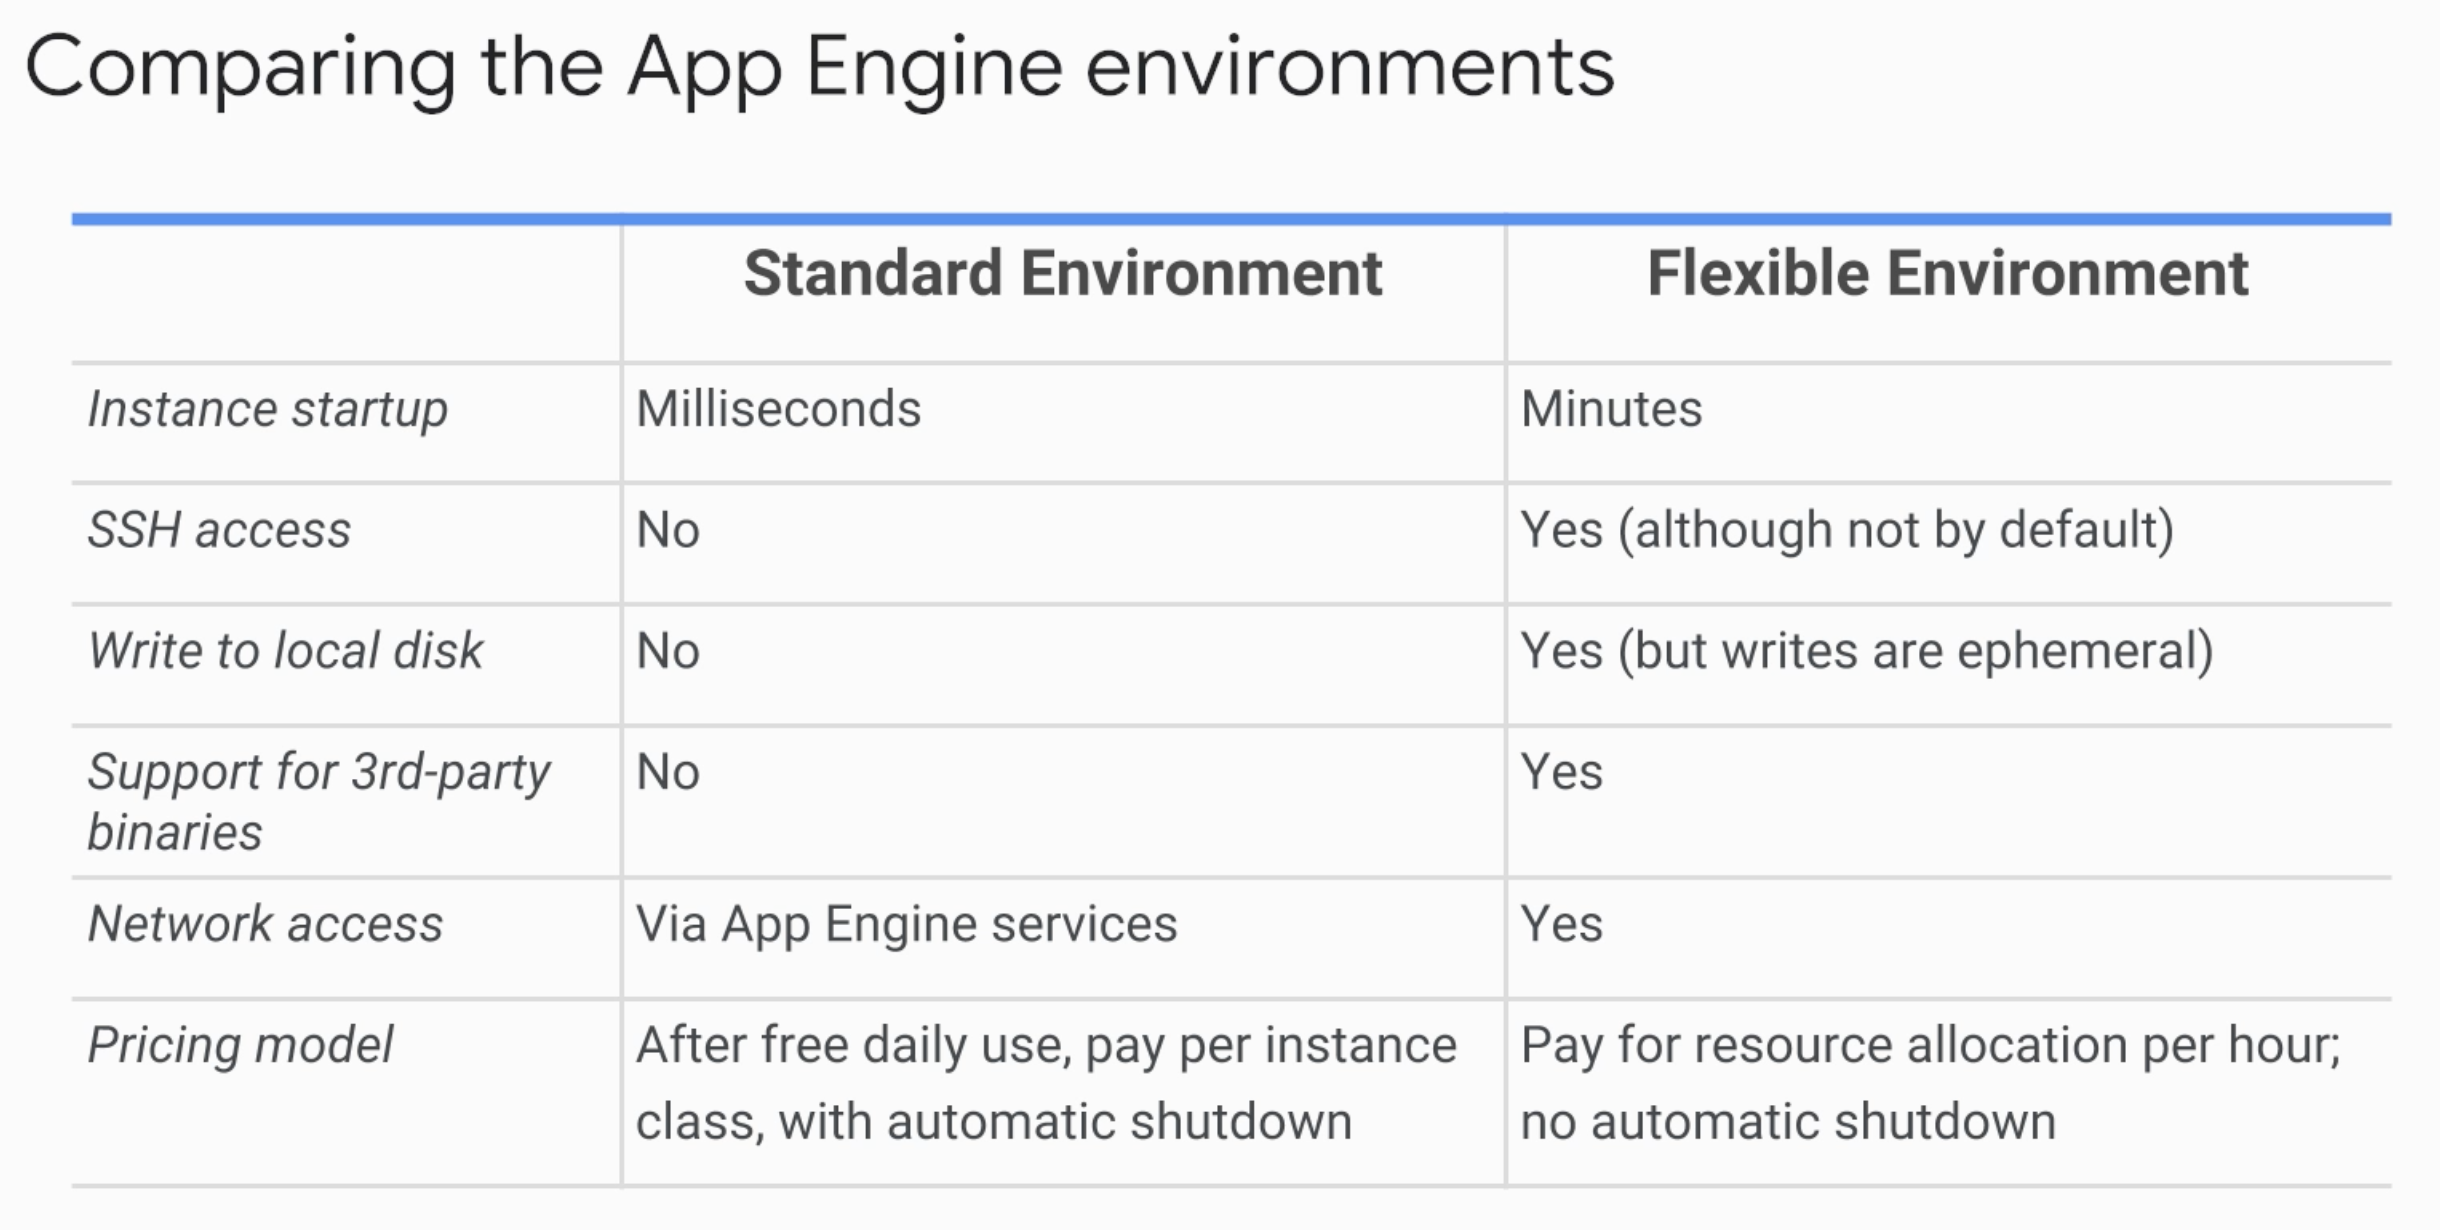 Comparing the App Engine environments
Standard Environment Flexible Environment
Instance startup Milliseconds Minutes
SSH access No Yes (although not by default)
Write to local disk No Yes (but writes are ephemeral)
Support for 3rd-party No Yes
binaries
Network access Via App Engine services Yes
Pricing model After free daily use, pay per instance Pay for resource allocation per hour;
class, with automatic shutdown no automatic shutdown